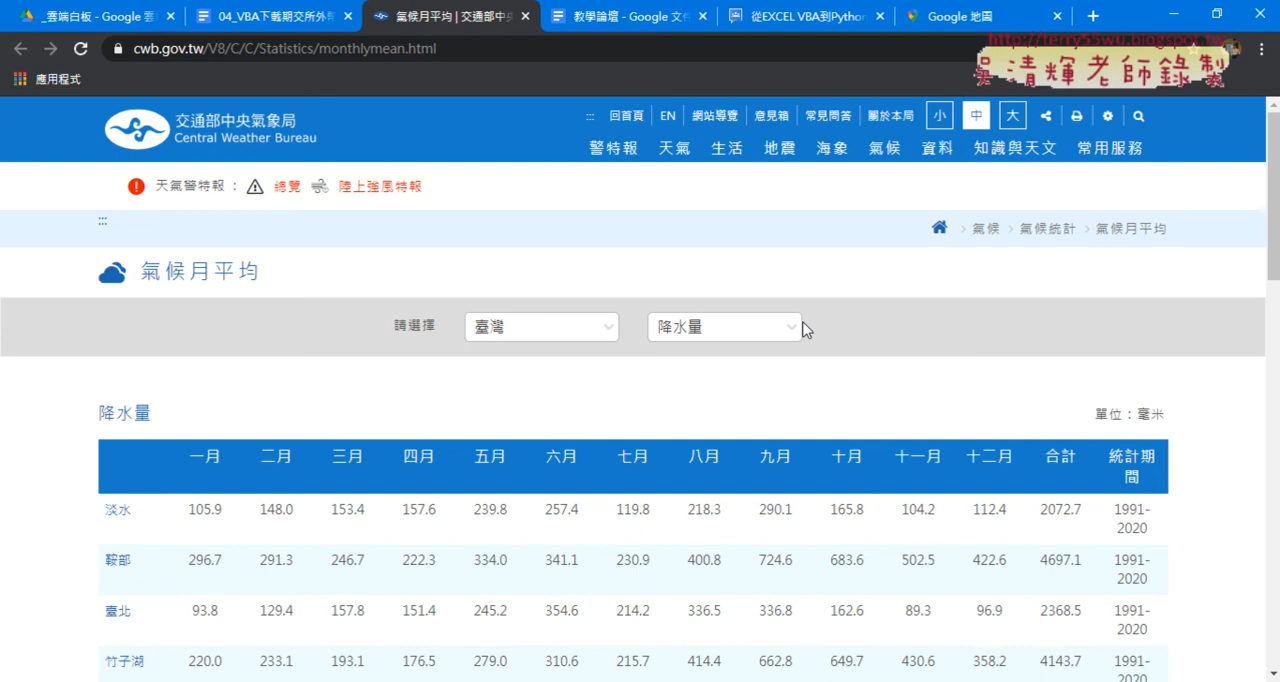 _雲端白板 - Google 雲
04_VBA下載期交所外幣
氣候月平均 | 交通部中央
教學論壇 - Google 文件
從EXCEL VBA到Python
Google 地圖
cwb.gov.tw/V8/C/C/Statistics/monthlymean.html
http://terry55wu.blogspot.tw
吳清輝老師錄製
應用程式
交通部中央氣象局
Central Weather Bureau
::: 回首頁 EN 網站導覽 意見箱 常見問答 關於本局 小 中 大
警特報 天氣 生活 地震 海象 氣候 資料 知識與天文 常用服務
天氣警特報 : 總覽 陸上強風特報
:::
> 氣候 > 氣候統計 > 氣候月平均
氣候月平均
請選擇 臺灣 降水量
降水量
單位：毫米
一月 二月 三月 四月 五月 六月 七月 八月 九月 十月 十一月 十二月 合計 統計期間
淡水 105.9 148.0 153.4 157.6 239.8 257.4 119.8 218.3 290.1 165.8 104.2 112.4 2072.7 1991-2020
鞍部 296.7 291.3 246.7 222.3 334.0 341.1 230.9 400.8 724.6 683.6 502.5 422.6 4697.1 1991-2020
臺北 93.8 129.4 157.8 151.4 245.2 354.6 214.2 336.5 336.8 162.6 89.3 96.9 2368.5 1991-2020
竹子湖 220.0 233.1 193.1 176.5 279.0 310.6 215.7 414.4 662.8 649.7 430.6 358.2 4143.7 1991-2020